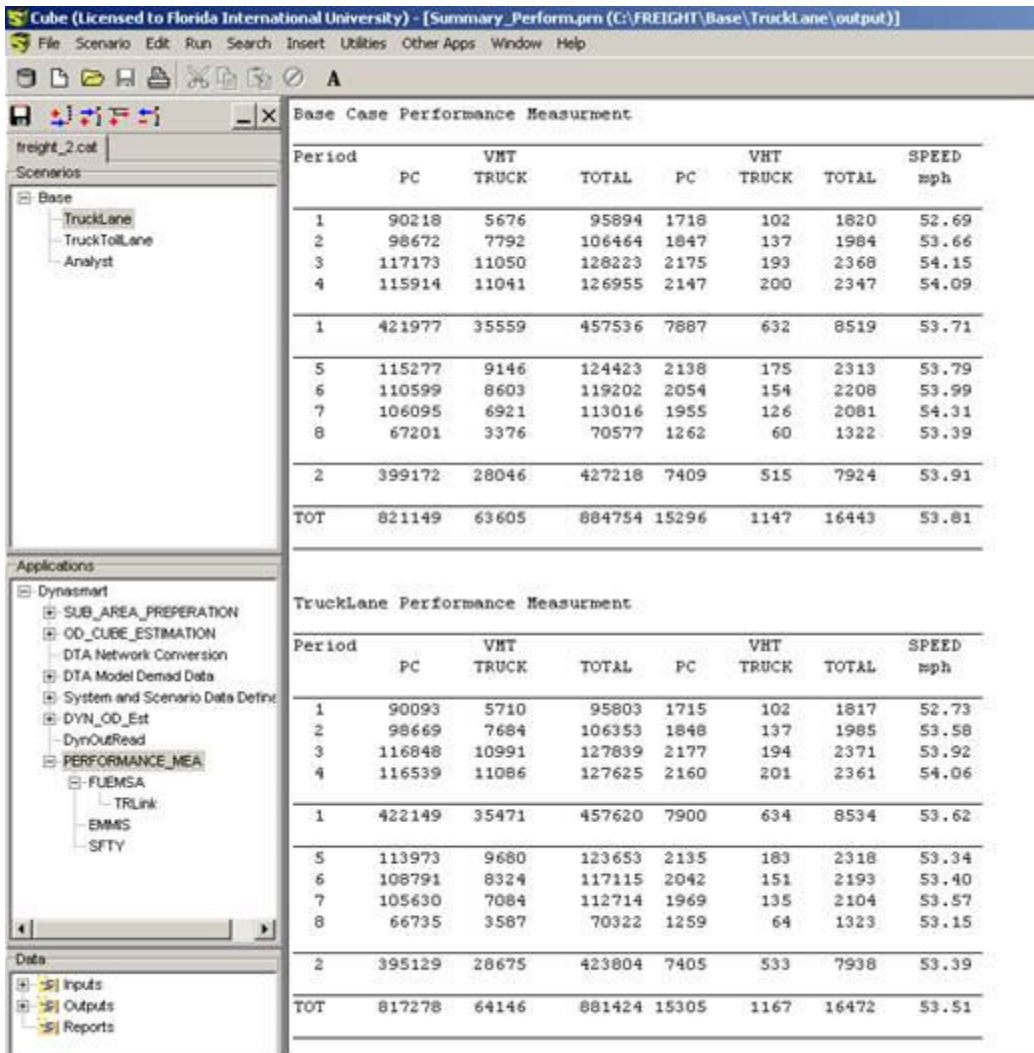 Cube (Licensed to Florida International University) - [Summary_Perform.prn (C:\FREIGHT\Base\TruckLane\output)]
File Scenario Edit Run Search Insert Utilities Other Apps Window Help
A
freight_2.cat
Scenarios
Base
TruckLane
TruckTollLane
Analyst
Applications
Dynasmart
SUB_AREA_PREPERATION
OD_CUBE_ESTIMATION
DTA Network Conversion
DTA Model Demad Data
System and Scenario Data Define
DYN_OD_Est
DynOutRead
PERFORMANCE_MEA
FUEMSA
TRLink
EMMIS
SFTY
Data
Inputs
Outputs
Reports
Base Case Performance Measurment
Period VMT VHT SPEED
PC TRUCK TOTAL PC TRUCK TOTAL mph
1 90218 5676 95894 1718 102 1820 52.69
2 98672 7792 106464 1847 137 1984 53.66
3 117173 11050 128223 2175 193 2368 54.15
4 115914 11041 126955 2147 200 2347 54.09
1 421977 35559 457536 7887 632 8519 53.71
5 115277 9146 124423 2138 175 2313 53.79
6 110599 8603 119202 2054 154 2208 53.99
7 106095 6921 113016 1955 126 2081 54.31
8 67201 3376 70577 1262 60 1322 53.39
2 399172 28046 427218 7409 515 7924 53.91
TOT 821149 63605 884754 15296 1147 16443 53.81
TruckLane Performance Measurment
Period VMT VHT SPEED
PC TRUCK TOTAL PC TRUCK TOTAL mph
1 90093 5710 95803 1715 102 1817 52.73
2 98669 7684 106353 1848 137 1985 53.58
3 116848 10991 127839 2177 194 2371 53.92
4 116539 11086 127625 2160 201 2361 54.06
1 422149 35471 457620 7900 634 8534 53.62
5 113973 9680 123653 2135 183 2318 53.34
6 108791 8324 117115 2042 151 2193 53.40
7 105630 7084 112714 1969 135 2104 53.57
8 66735 3587 70322 1259 64 1323 53.15
2 395129 28675 423804 7405 533 7938 53.39
TOT 817278 64146 881424 15305 1167 16472 53.51